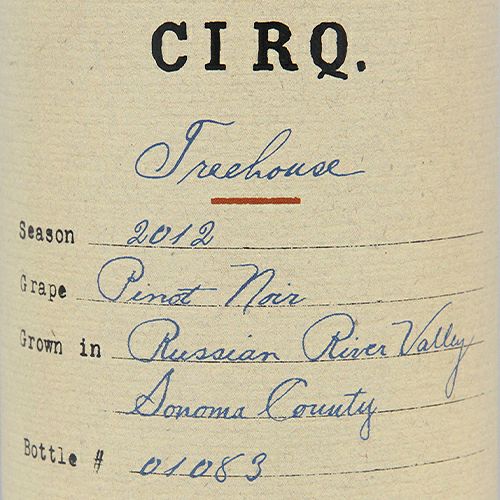 CIRQ.
Treehouse
Season 2012
Grape Pinot Noir
Grown in Russian River Valley
Sonoma County
Bottle # 01083